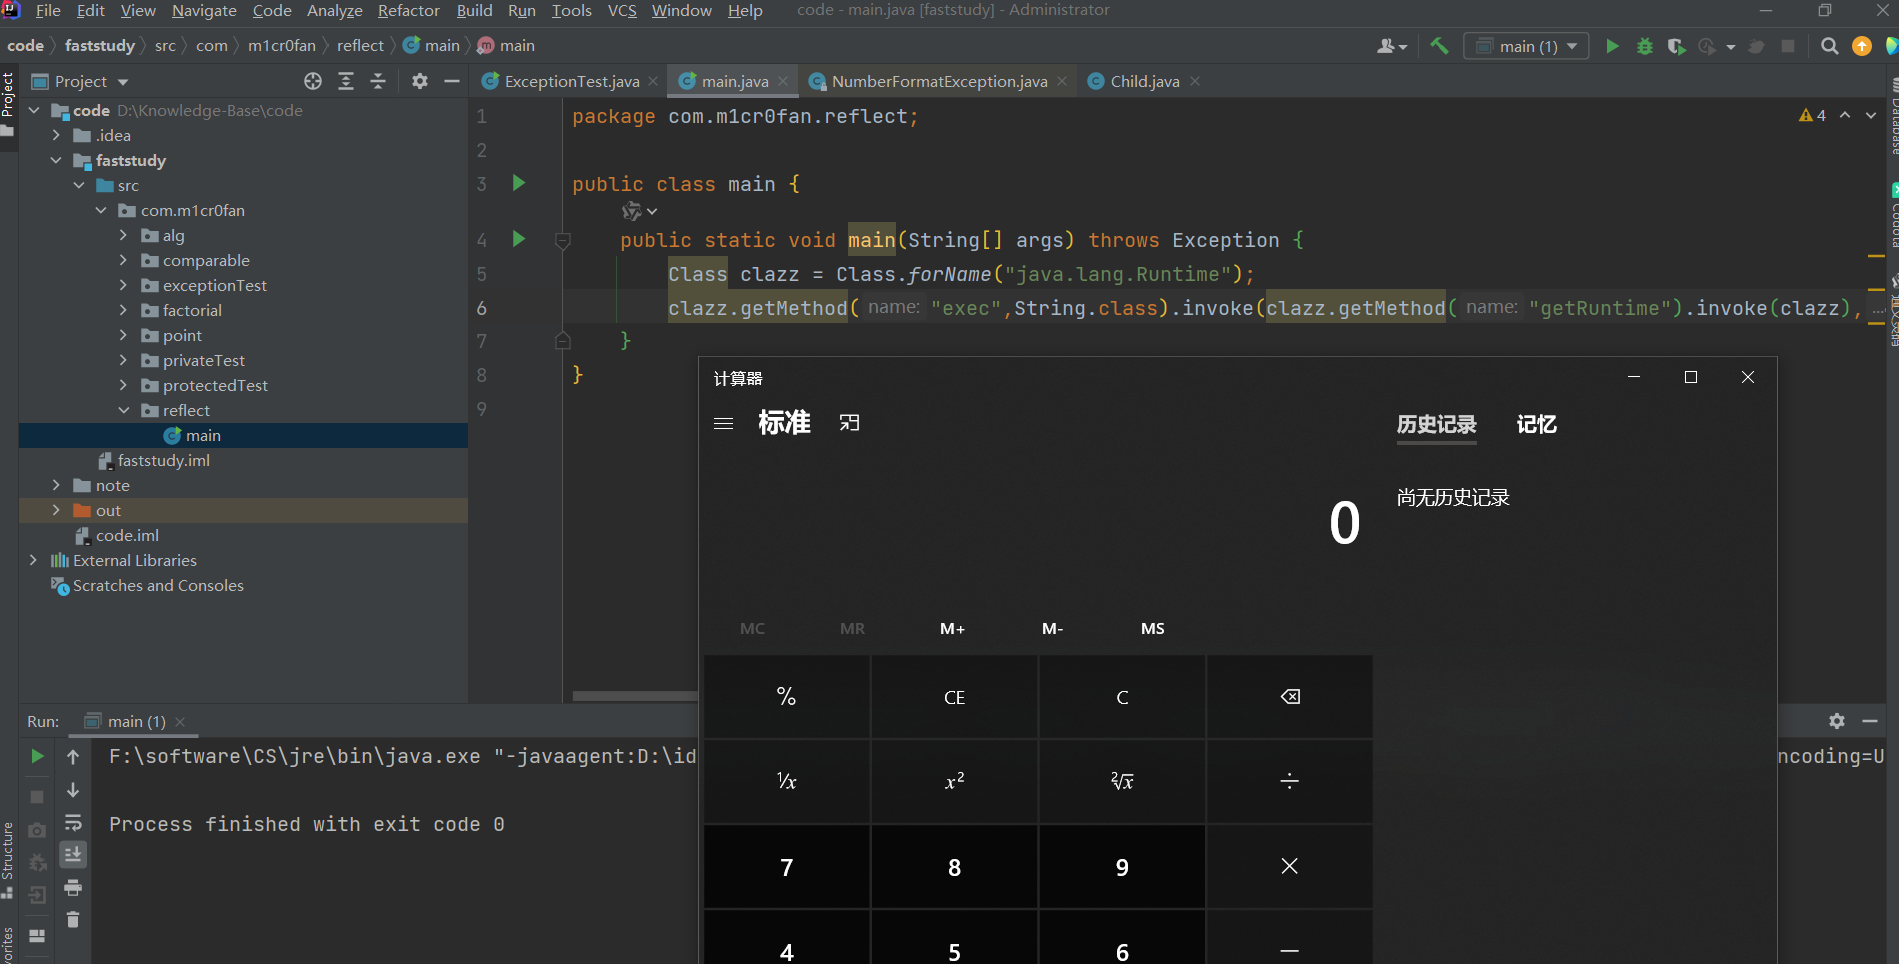 File Edit View Navigate Code Analyze Refactor Build Run Tools VCS Window Help code - main.java [faststudy] - Administrator
code faststudy src com m1cr0fan reflect main main
main (1)
Project
Project
ExceptionTest.java main.java NumberFormatException.java Child.java
code D:\Knowledge-Base\code
.idea
faststudy
src
com.m1cr0fan
alg
comparable
exceptionTest
factorial
point
privateTest
protectedTest
reflect
main
faststudy.iml
note
out
code.iml
External Libraries
Scratches and Consoles
1 package com.m1cr0fan.reflect;
4
2
3 public class main {
4 public static void main(String[] args) throws Exception {
5 Class clazz = Class.forName("java.lang.Runtime");
6 clazz.getMethod( name: "exec",String.class).invoke(clazz.getMethod( name: "getRuntime").invoke(clazz), ...
7 }
8 }
9
Database
Codota
计算器
标准
历史记录 记忆
尚无历史记录
0
MC MR M+ M- MS
% CE C
⅟x x² ²√x ÷
7 8 9 ×
4 5 6 −
Run: main (1)
F:\software\CS\jre\bin\java.exe "-javaagent:D:\id
ncoding=U
Process finished with exit code 0
Structure
vorites